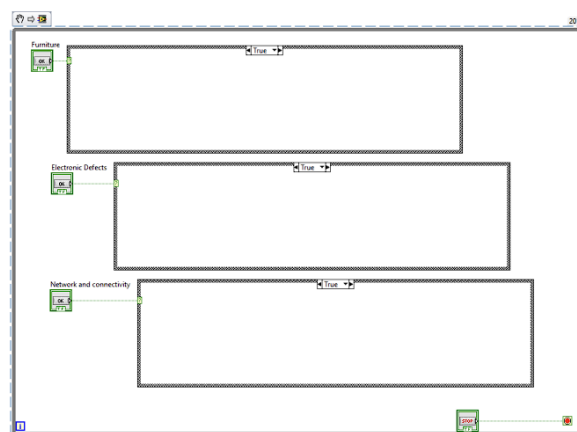 20
Furniture
OK
True
Electronic Defects
OK
True
Network and connectivity
OK
True
i
STOP